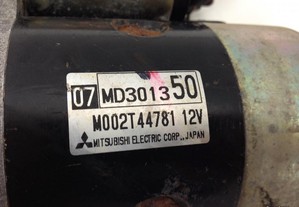 07 MD301350
M002T44781 12V
MITSUBISHI ELECTRIC CORP., JAPAN